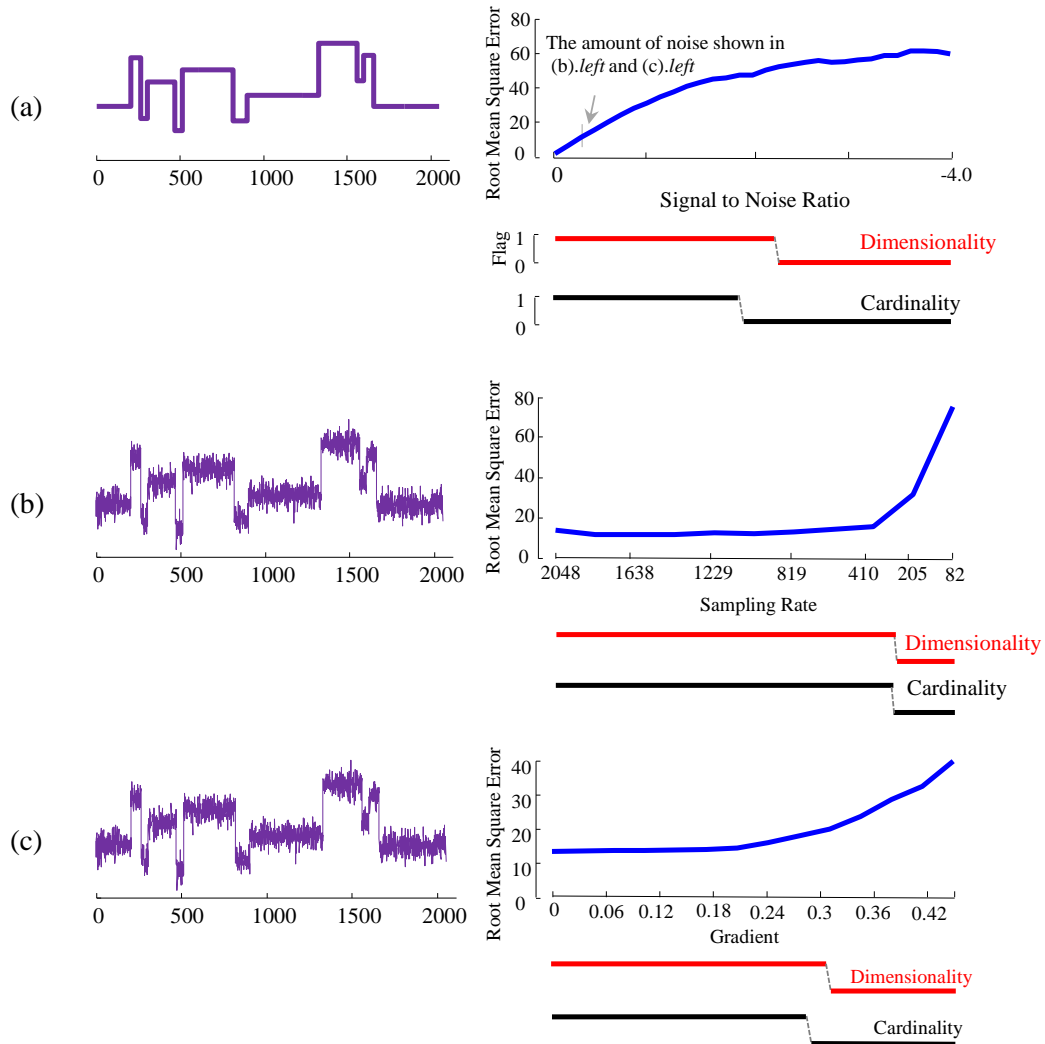 (a)
0 500 1000 1500 2000
Root Mean Square Error
80
60
40
20
0
The amount of noise shown in
(b).left and (c).left
0 -4.0
Signal to Noise Ratio
Flag
1
0
Dimensionality
1
0
Cardinality
(b)
0 500 1000 1500 2000
Root Mean Square Error
80
60
40
20
0
2048 1638 1229 819 410 205 82
Sampling Rate
Dimensionality
Cardinality
(c)
0 500 1000 1500 2000
Root Mean Square Error
40
30
20
10
0
0 0.06 0.12 0.18 0.24 0.3 0.36 0.42
Gradient
Dimensionality
Cardinality